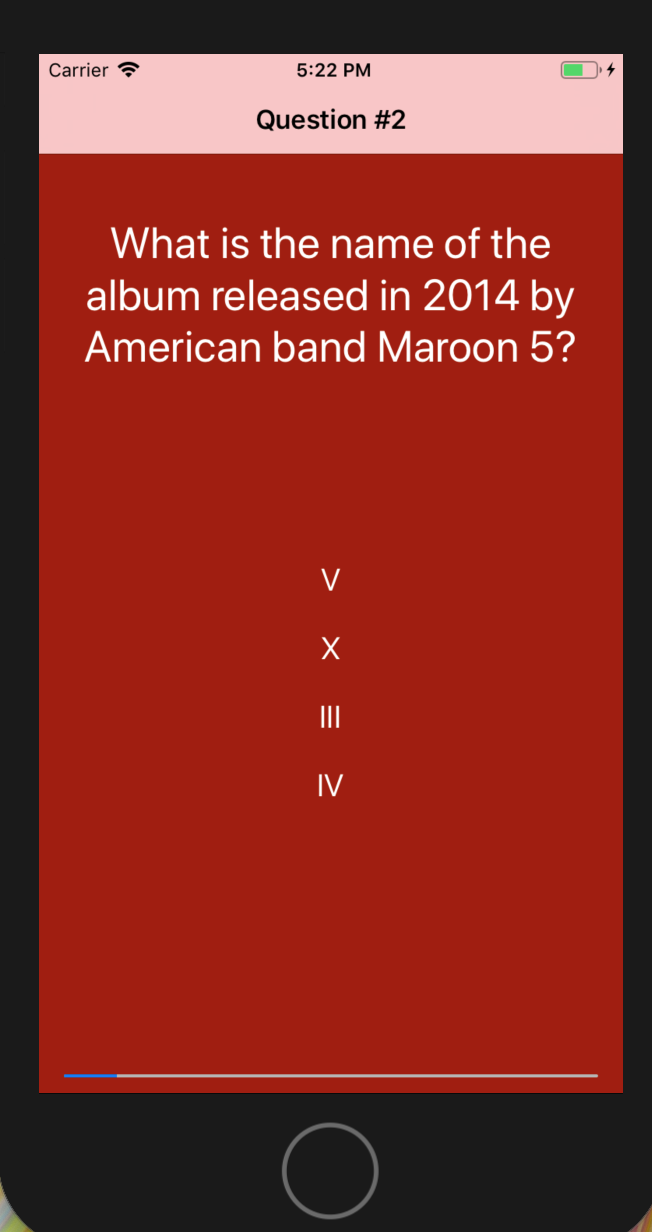 Carrier 5:22 PM
Question #2
What is the name of the
album released in 2014 by
American band Maroon 5?
V
X
III
IV